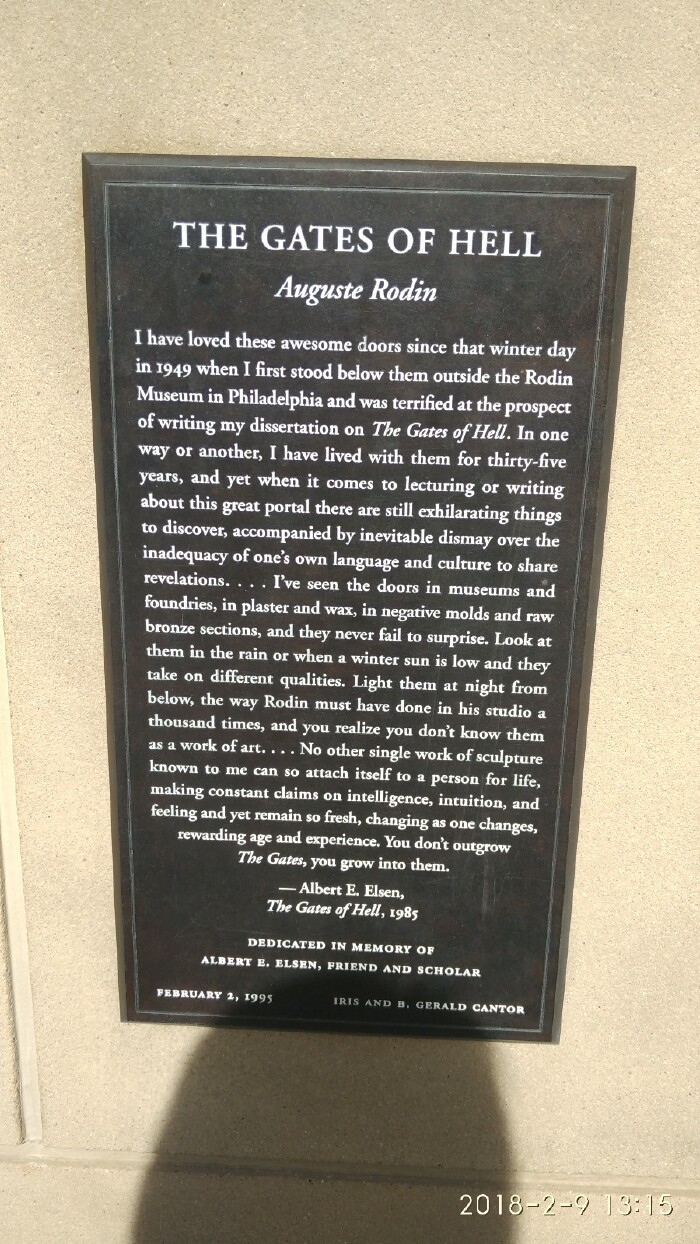 THE GATES OF HELL
Auguste Rodin
I have loved these awesome doors since that winter day
in 1949 when I first stood below them outside the Rodin
Museum in Philadelphia and was terrified at the prospect
of writing my dissertation on The Gates of Hell. In one
way or another, I have lived with them for thirty-five
years, and yet when it comes to lecturing or writing
about this great portal there are still exhilarating things
to discover, accompanied by inevitable dismay over the
inadequacy of one's own language and culture to share
revelations. . . . I've seen the doors in museums and
foundries, in plaster and wax, in negative molds and raw
bronze sections, and they never fail to surprise. Look at
them in the rain or when a winter sun is low and they
take on different qualities. Light them at night from
below, the way Rodin must have done in his studio a
thousand times, and you realize you don't know them
as a work of art. . . . No other single work of sculpture
known to me can so attach itself to a person for life,
making constant claims on intelligence, intuition, and
feeling and yet remain so fresh, changing as one changes,
rewarding age and experience. You don't outgrow
The Gates, you grow into them.
— Albert E. Elsen,
The Gates of Hell, 1985
DEDICATED IN MEMORY OF
ALBERT E. ELSEN, FRIEND AND SCHOLAR
FEBRUARY 2, 1995 IRIS AND B. GERALD CANTOR
2018-2-9 13:15